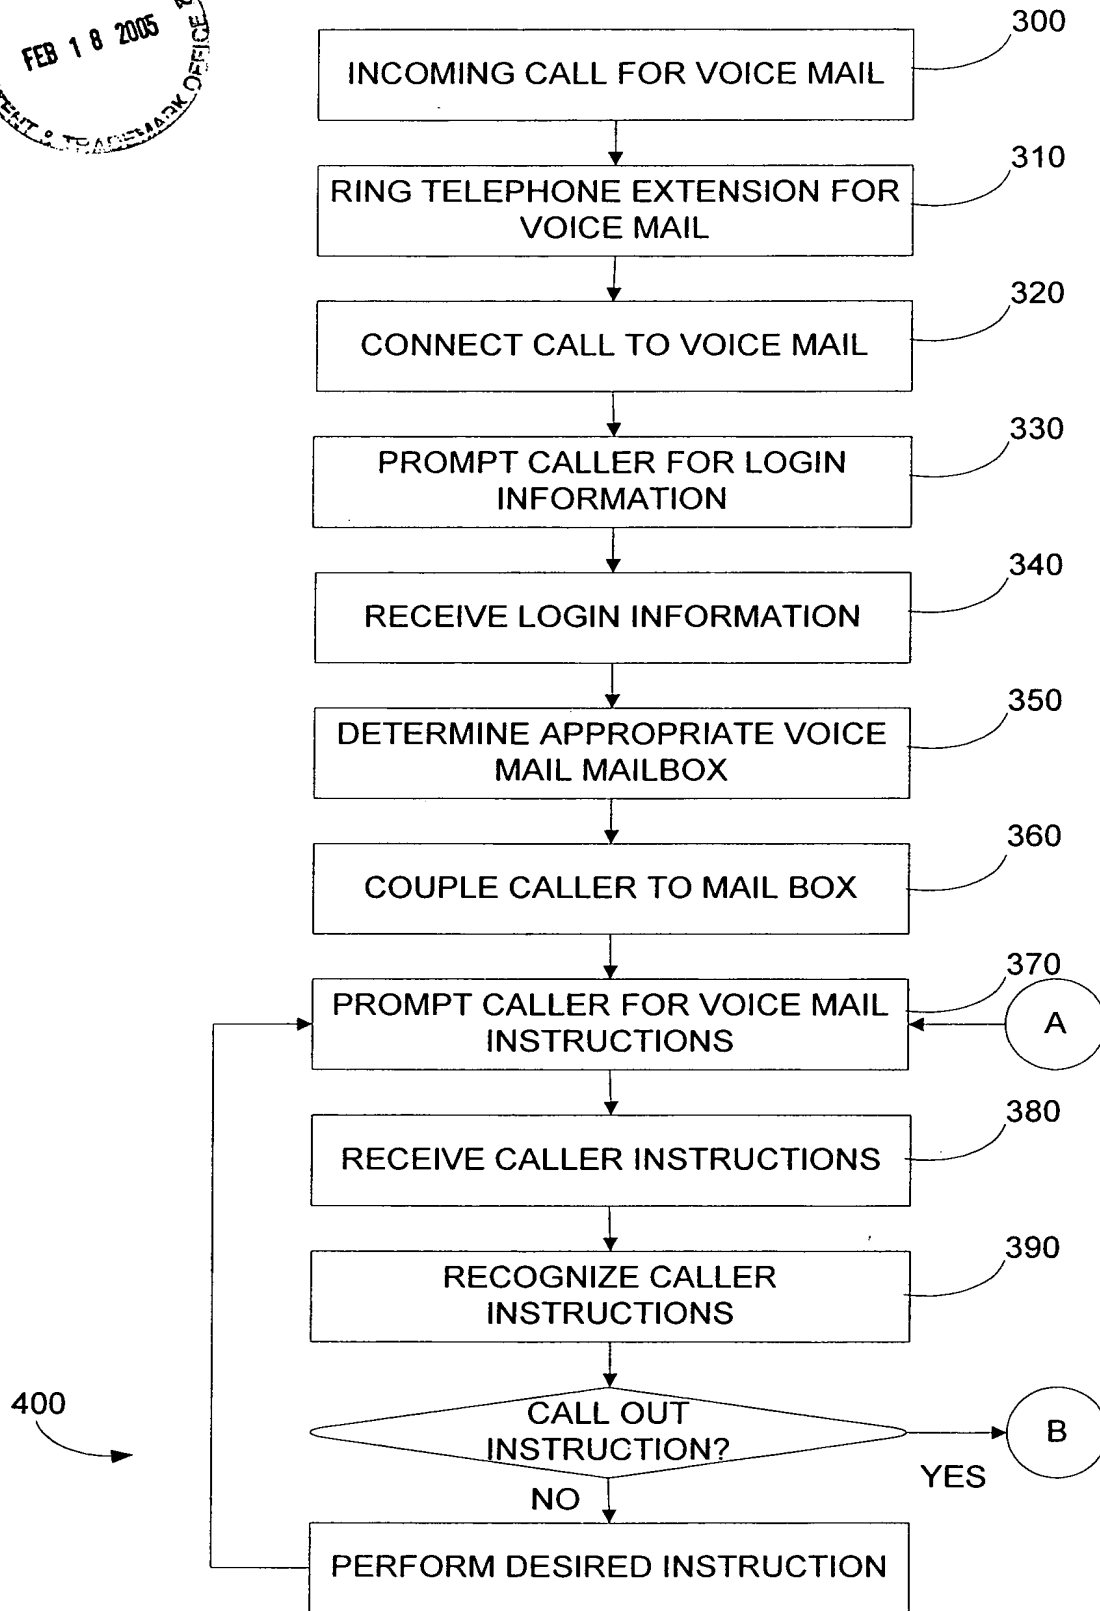 FEB 18 2005
ENT & TRADEMARK OFFICE
300
INCOMING CALL FOR VOICE MAIL
310
RING TELEPHONE EXTENSION FOR
VOICE MAIL
320
CONNECT CALL TO VOICE MAIL
330
PROMPT CALLER FOR LOGIN
INFORMATION
340
RECEIVE LOGIN INFORMATION
350
DETERMINE APPROPRIATE VOICE
MAIL MAILBOX
360
COUPLE CALLER TO MAIL BOX
370
PROMPT CALLER FOR VOICE MAIL
INSTRUCTIONS
A
380
RECEIVE CALLER INSTRUCTIONS
390
RECOGNIZE CALLER
INSTRUCTIONS
400
CALL OUT
INSTRUCTION?
B
YES
NO
PERFORM DESIRED INSTRUCTION